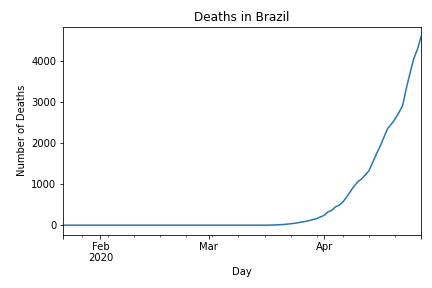 Deaths in Brazil
Number of Deaths
4000
3000
2000
1000
0
Feb
2020
Mar
Apr
Day